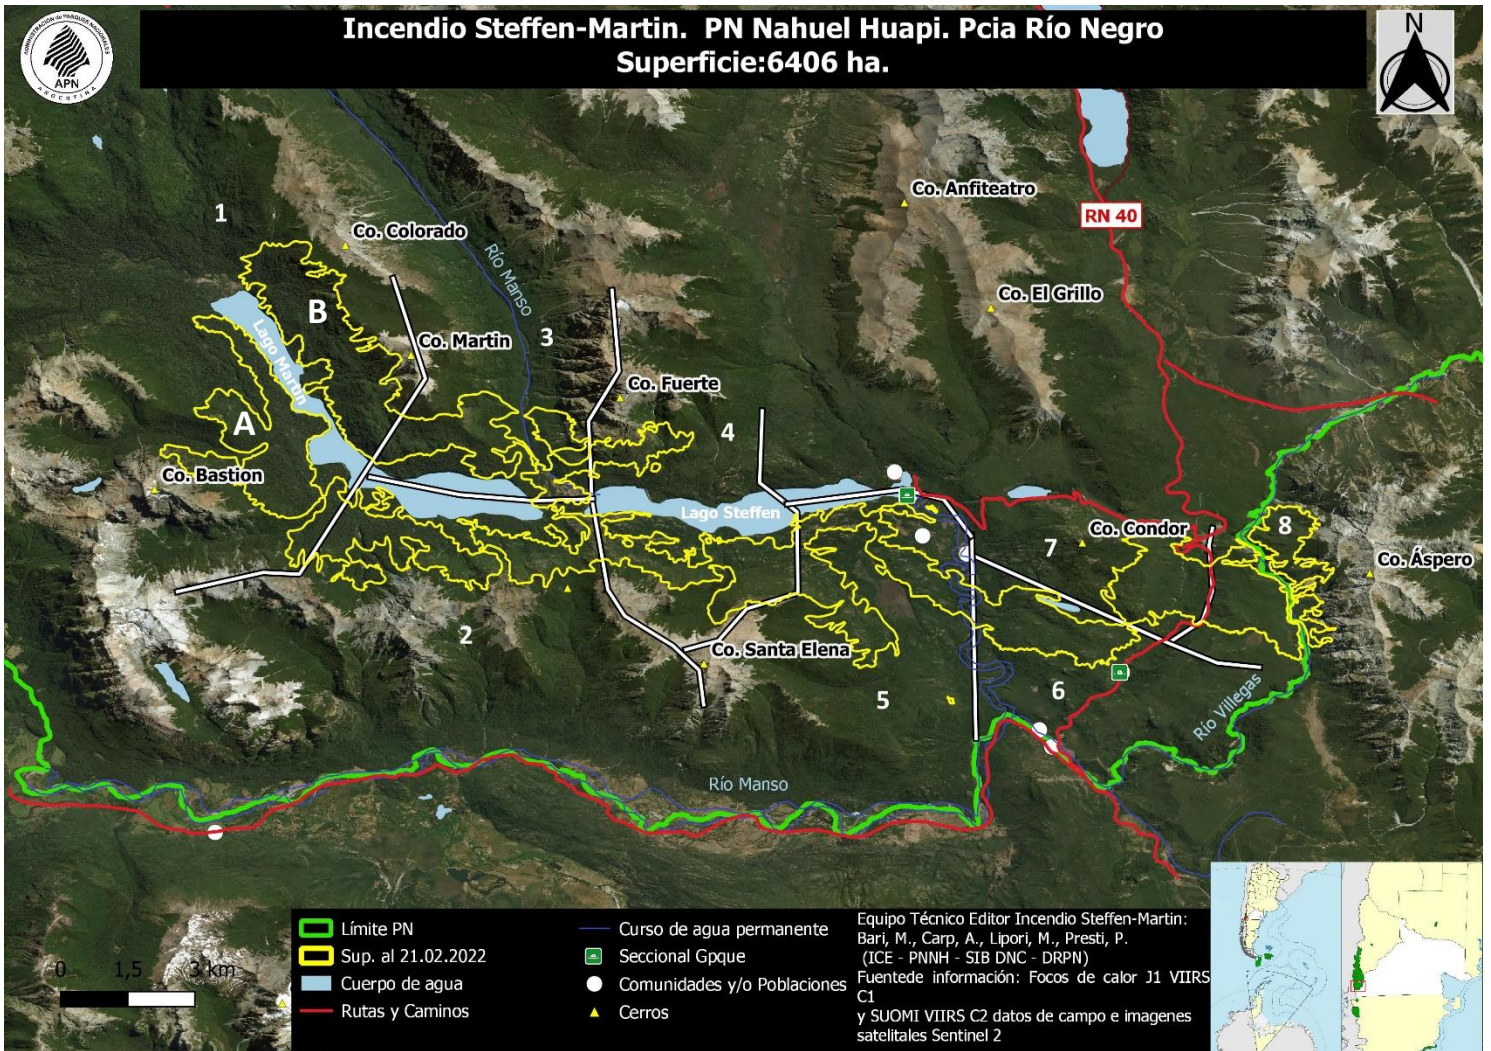 Incendio Steffen-Martin. PN Nahuel Huapi. Pcia Río Negro
Superficie:6406 ha.
ADMINISTRACIÓN de PARQUES NACIONALES
APN
ARGENTINA
N
1
Co. Colorado
Río Manso
Co. Anfiteatro
RN 40
B
Co. El Grillo
Lago Martin
Co. Martin
3
Co. Fuerte
A
4
Co. Bastion
Lago Steffen
7
Co. Condor
8
Co. Áspero
2
Co. Santa Elena
5
6
Río Villegas
Río Manso
0 1,5 3 km
Límite PN
Sup. al 21.02.2022
Cuerpo de agua
Rutas y Caminos
Curso de agua permanente
Seccional Gpque
Comunidades y/o Poblaciones
Cerros
Equipo Técnico Editor Incendio Steffen-Martin:
Bari, M., Carp, A., Lipori, M., Presti, P.
(ICE - PNNH - SIB DNC - DRPN)
Fuentede información: Focos de calor J1 VIIRS
C1
y SUOMI VIIRS C2 datos de campo e imagenes
satelitales Sentinel 2